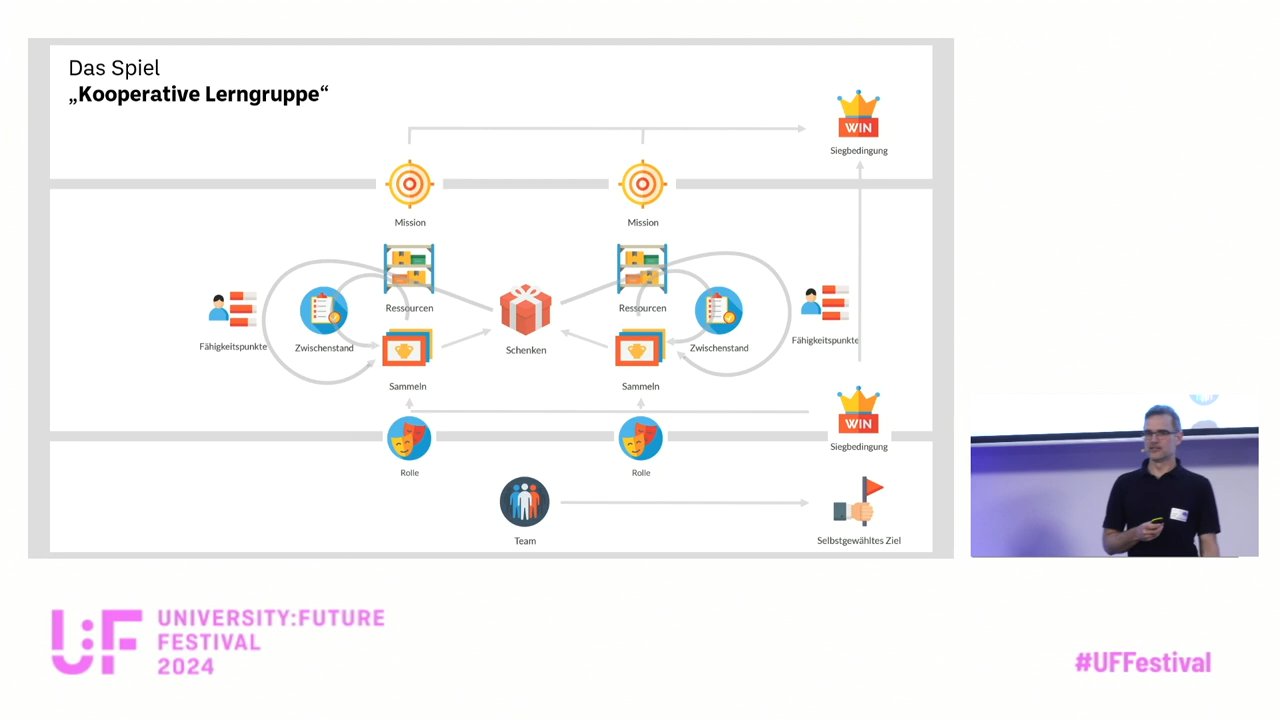 Das Spiel
„Kooperative Lerngruppe“
WIN
Siegbedingung
Mission
Mission
Ressourcen
Ressourcen
Fähigkeitspunkte
Zwischenstand
Schenken
Zwischenstand
Fähigkeitspunkte
Sammeln
Sammeln
WIN
Siegbedingung
Rolle
Rolle
Team
Selbstgewähltes Ziel
U:F
UNIVERSITY:FUTURE
FESTIVAL
2024
#UFFestival